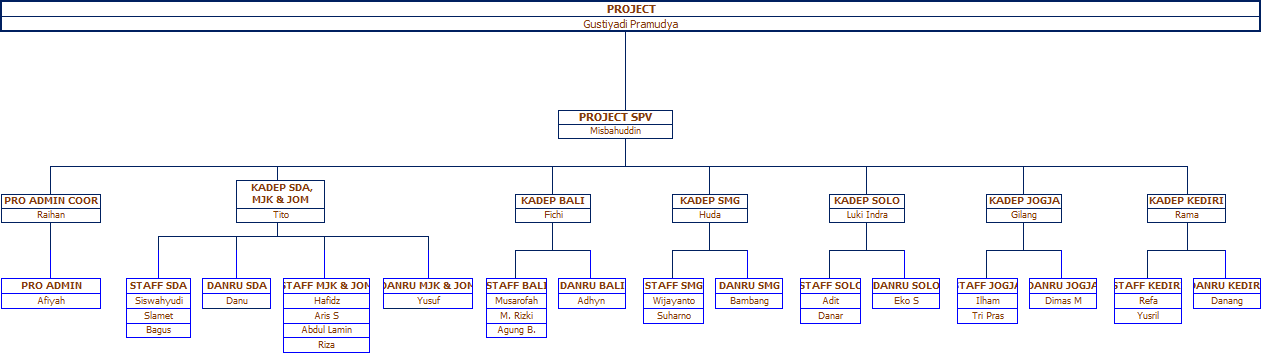 PROJECT
Gustiyadi Pramudya
PROJECT SPV
Misbahuddin
PRO ADMIN COOR
Raihan
KADEP SDA,
MJK & JOM
Tito
KADEP BALI
Fichi
KADEP SMG
Huda
KADEP SOLO
Luki Indra
KADEP JOGJA
Gilang
KADEP KEDIRI
Rama
PRO ADMIN
Afiyah
STAFF SDA
Siswahyudi
Slamet
Bagus
DANRU SDA
Danu
STAFF MJK & JOM
Hafidz
Aris S
Abdul Lamin
Riza
DANRU MJK & JOM
Yusuf
STAFF BALI
Musarofah
M. Rizki
Agung B.
DANRU BALI
Adhyn
STAFF SMG
Wijayanto
Suharno
DANRU SMG
Bambang
STAFF SOLO
Adit
Danar
DANRU SOLO
Eko S
STAFF JOGJA
Ilham
Tri Pras
DANRU JOGJA
Dimas M
STAFF KEDIRI
Refa
Yusril
DANRU KEDIRI
Danang